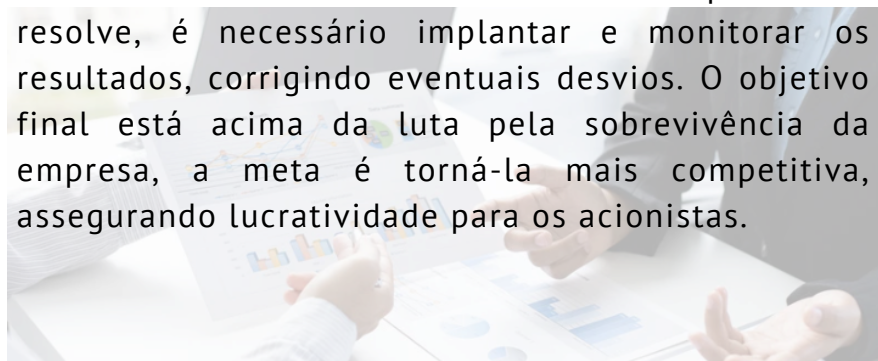 resolve, é necessário implantar e monitorar os
resultados, corrigindo eventuais desvios. O objetivo
final está acima da luta pela sobrevivência da
empresa, a meta é torná-la mais competitiva,
assegurando lucratividade para os acionistas.